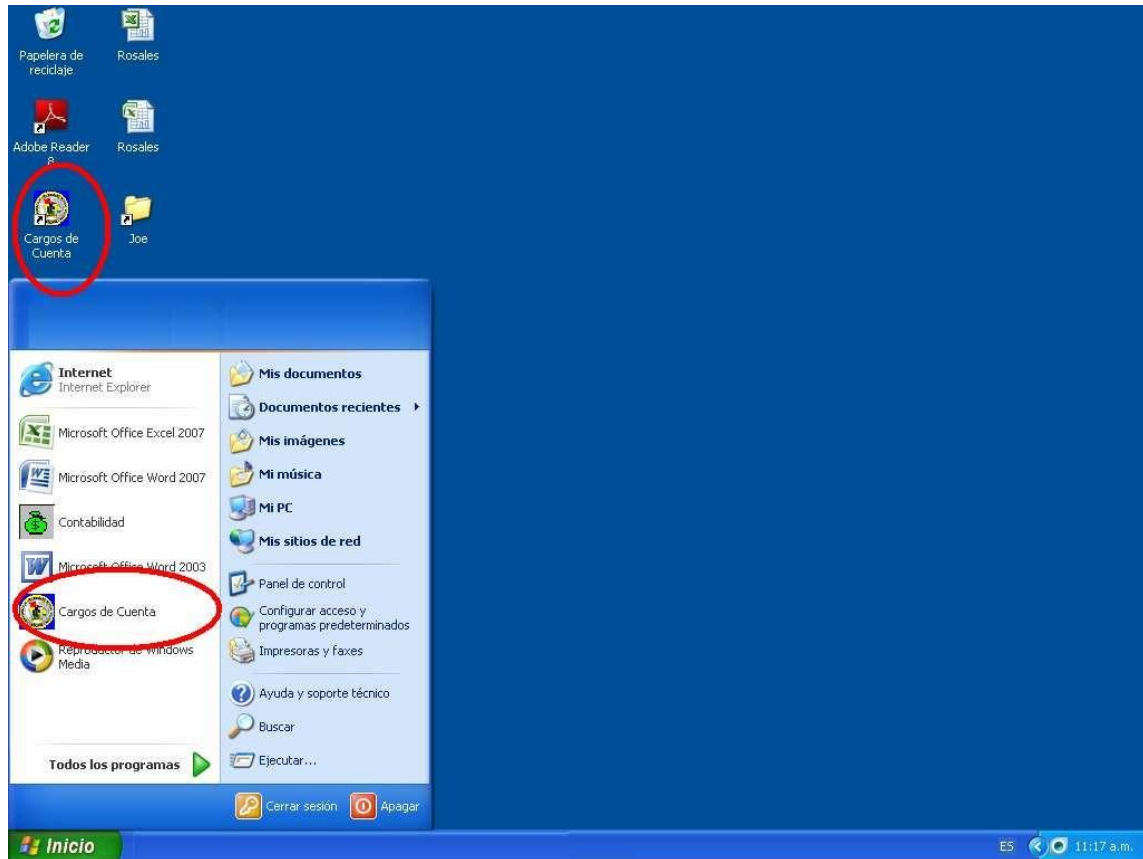 Papelera de
reciclaje
Rosales
Adobe Reader
8
Rosales
Cargos de
Cuenta
Joe
Internet
Internet Explorer
Microsoft Office Excel 2007
Microsoft Office Word 2007
Contabilidad
Microsoft Office Word 2003
Cargos de Cuenta
Reproductor de Windows
Media
Todos los programas
Mis documentos
Documentos recientes
Mis imágenes
Mi música
Mi PC
Mis sitios de red
Panel de control
Configurar acceso y
programas predeterminados
Impresoras y faxes
Ayuda y soporte técnico
Buscar
Ejecutar...
Cerrar sesión
Apagar
Inicio
ES
11:17 a.m.